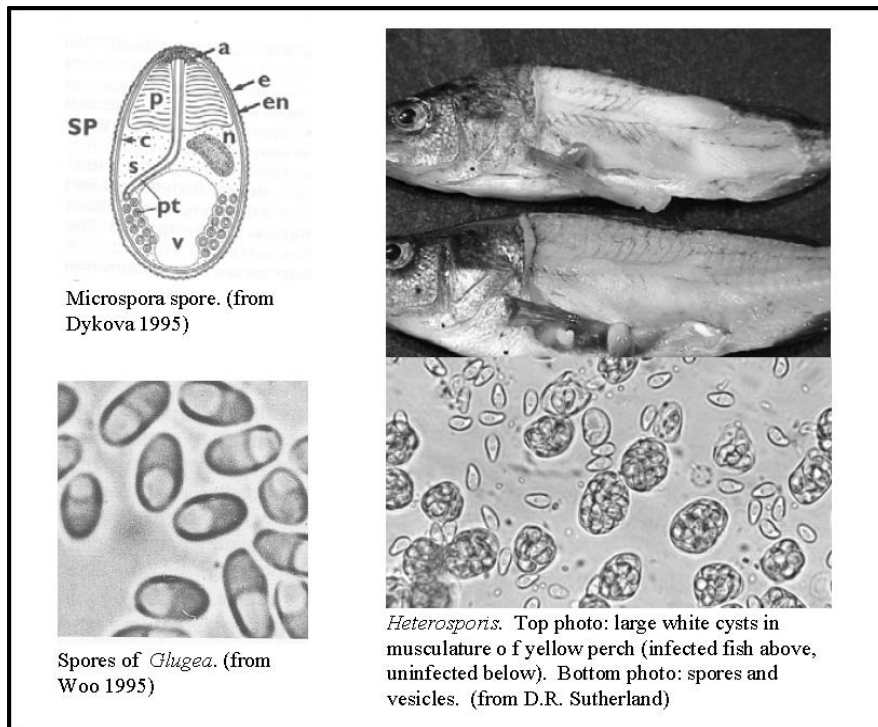 a
e
en
p
SP
c
n
s
pt
v
Microspora spore. (from
Dykova 1995)
Spores of Glugea. (from
Woo 1995)
Heterosporis. Top photo: large white cysts in
musculature o f yellow perch (infected fish above,
uninfected below). Bottom photo: spores and
vesicles. (from D.R. Sutherland)